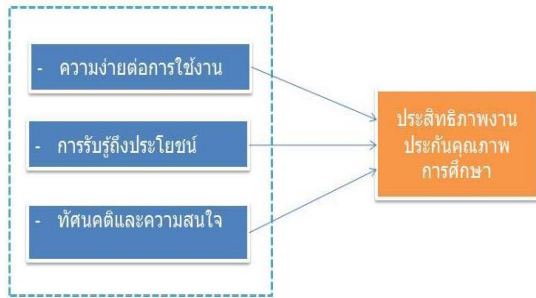 - ความง่ายต่อการใช้งาน
- การรับรู้ถึงประโยชน์
- ทัศนคติและความสนใจ
ประสิทธิภาพงาน
ประกันคุณภาพ
การศึกษา